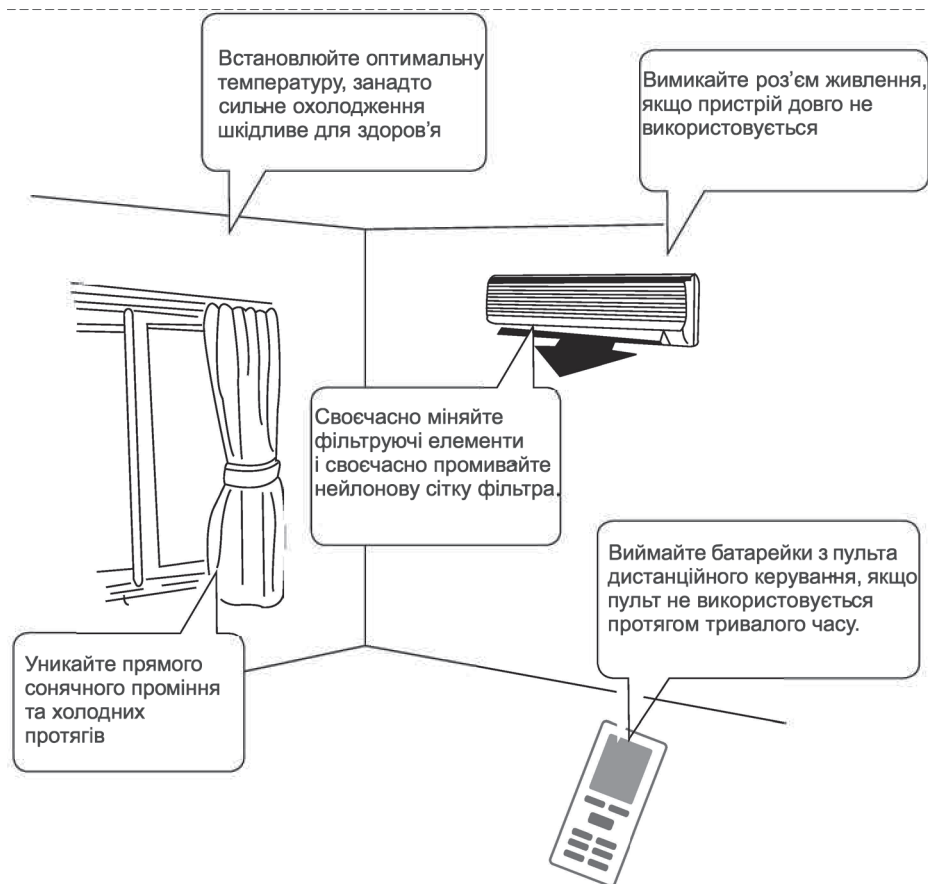 Встановлюйте оптимальну
температуру, занадто
сильне охолодження
шкідливе для здоров’я
Вимикайте роз’єм живлення,
якщо пристрій довго не
використовується
Своєчасно міняйте
фільтруючі елементи
і своєчасно промивайте
нейлонову сітку фільтра.
Виймайте батарейки з пульта
дистанційного керування, якщо
пульт не використовується
протягом тривалого часу.
Уникайте прямого
сонячного проміння
та холодних
протягів